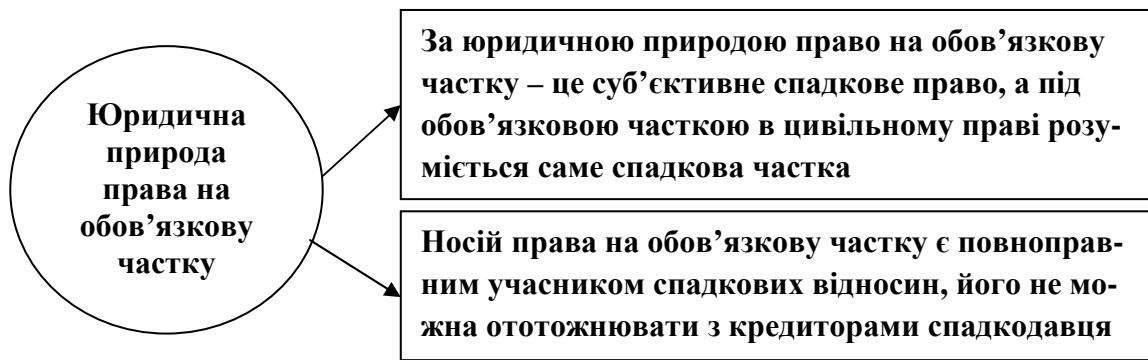 Юридична
природа
права на
обов’язкову
частку
За юридичною природою право на обов’язкову
частку – це суб’єктивне спадкове право, а під
обов’язковою часткою в цивільному праві розу-
міється саме спадкова частка
Носій права на обов’язкову частку є повноправ-
ним учасником спадкових відносин, його не мо-
жна ототожнювати з кредиторами спадкодавця